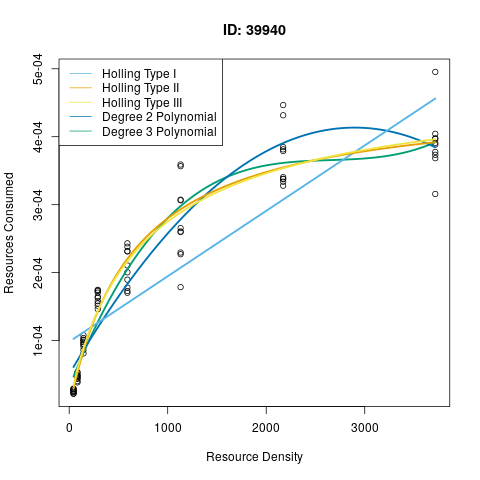 ID: 39940
Holling Type I
Holling Type II
Holling Type III
Degree 2 Polynomial
Degree 3 Polynomial
Resources Consumed
5e-04
4e-04
3e-04
2e-04
1e-04
0 1000 2000 3000
Resource Density